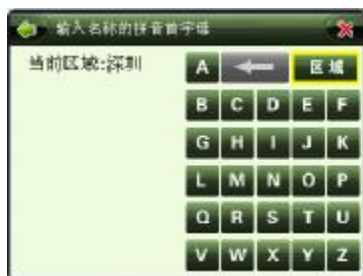 输入名称的拼音首字母
当前区域:深圳
A 区域
B C D E F
G H I J K
L M N O P
Q R S T U
V W X Y Z